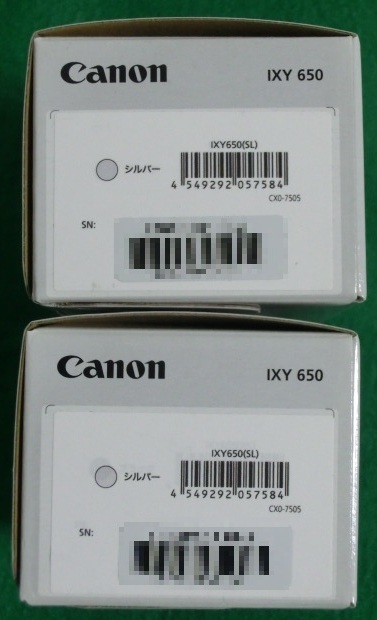 Canon IXY 650
IXY650(SL)
シルバー
4 549292 057584
CX0-7505
SN:
Canon IXY 650
IXY650(SL)
シルバー
4 549292 057584
CX0-7505
SN: